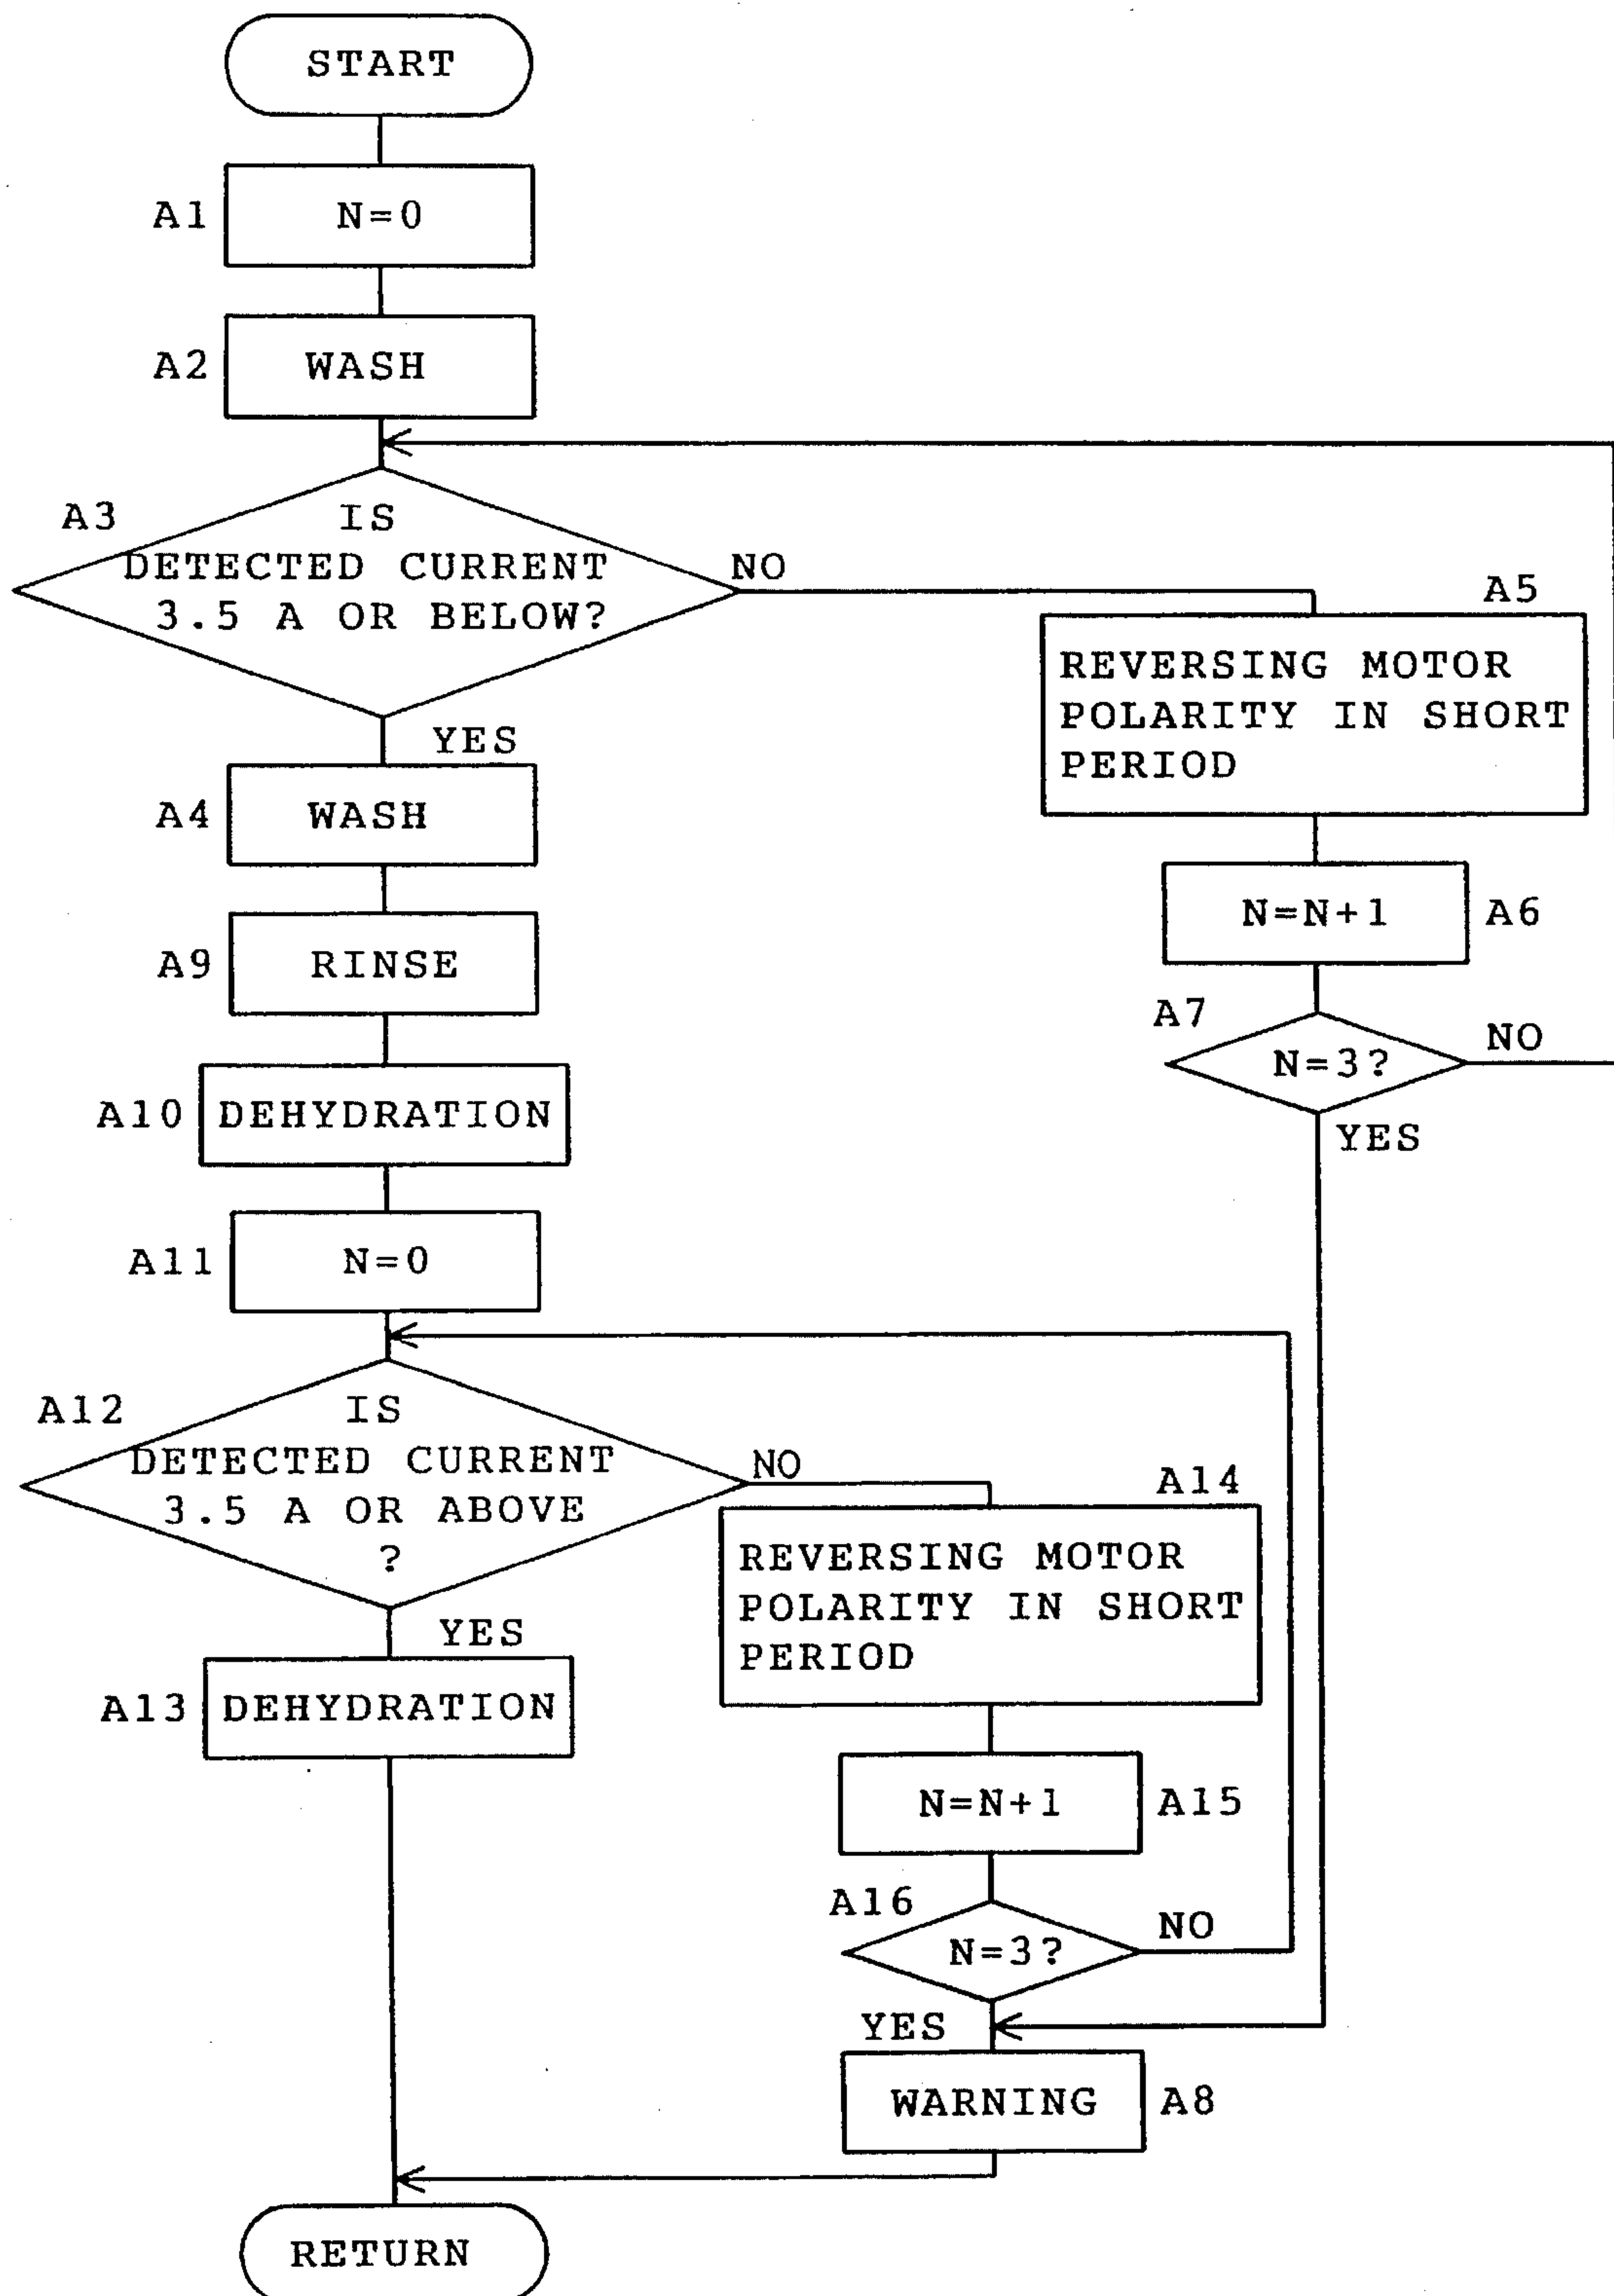 START
A1
N=0
A2
WASH
A3
IS
DETECTED CURRENT
3.5 A OR BELOW?
NO
YES
A5
REVERSING MOTOR
POLARITY IN SHORT
PERIOD
A4
WASH
N=N+1
A6
A9
RINSE
A7
N=3?
NO
YES
A10
DEHYDRATION
A11
N=0
A12
IS
DETECTED CURRENT
3.5 A OR ABOVE
?
NO
YES
A14
REVERSING MOTOR
POLARITY IN SHORT
PERIOD
A13
DEHYDRATION
N=N+1
A15
A16
N=3?
NO
YES
WARNING
A8
RETURN